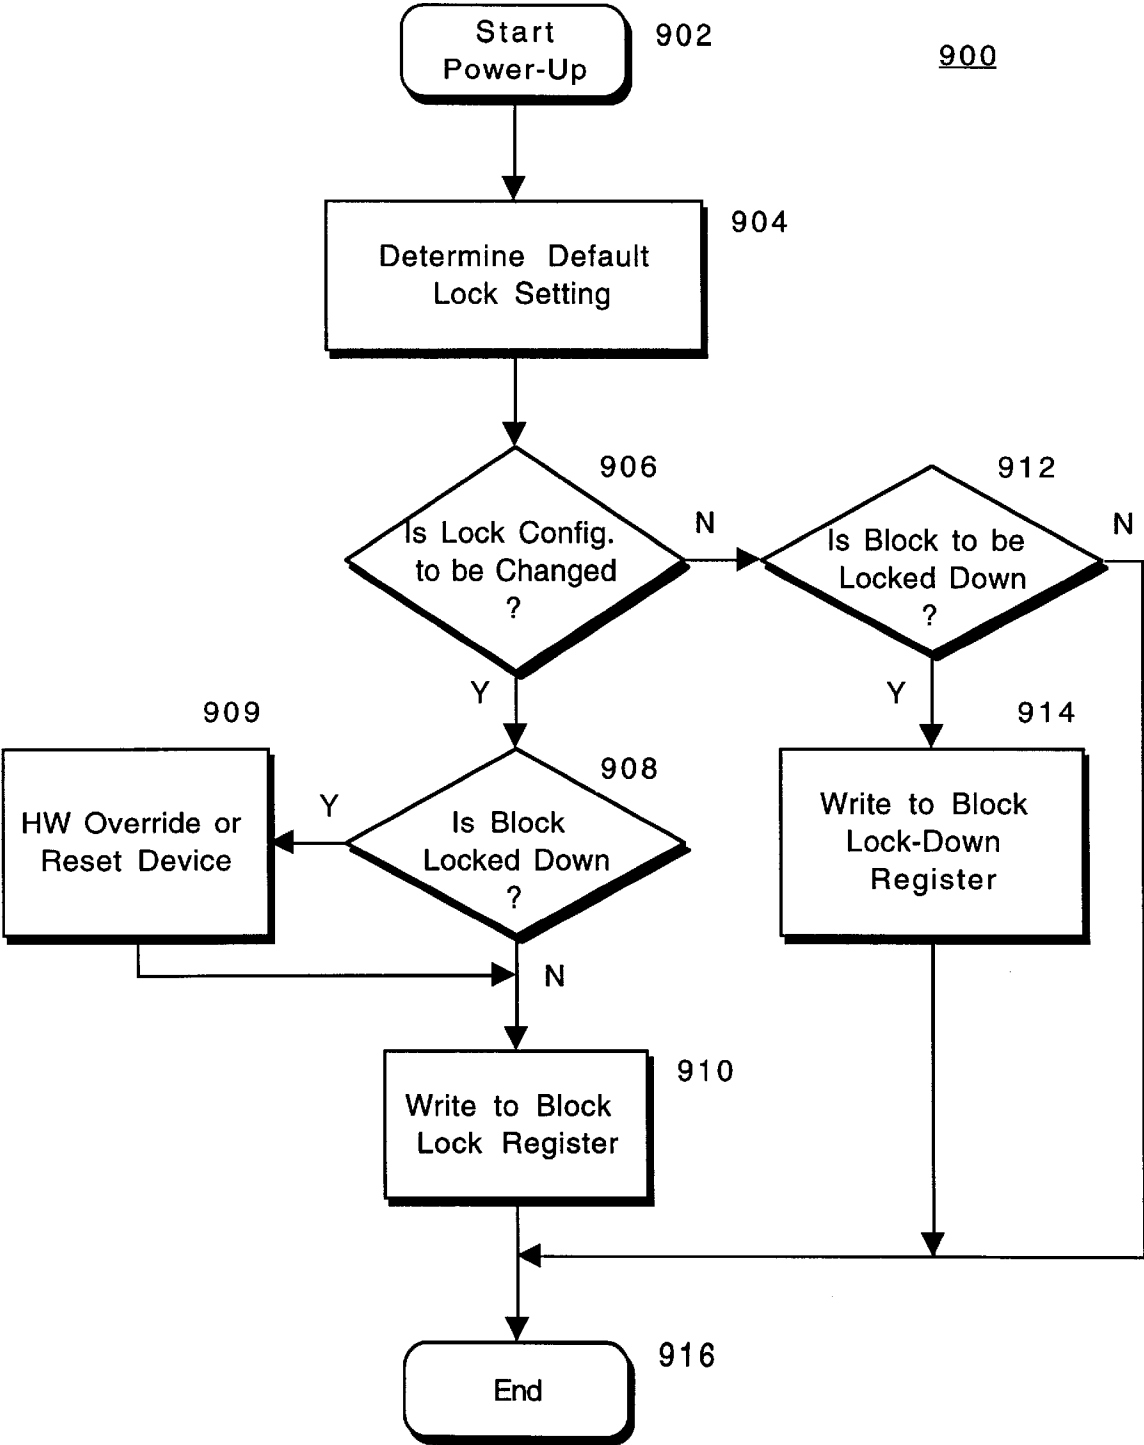 Start
Power-Up
902
900
904
Determine Default
Lock Setting
906
Is Lock Config.
to be Changed
?
N
Y
912
Is Block to be
Locked Down
?
N
Y
909
HW Override or
Reset Device
Y
908
Is Block
Locked Down
?
N
914
Write to Block
Lock-Down
Register
910
Write to Block
Lock Register
916
End